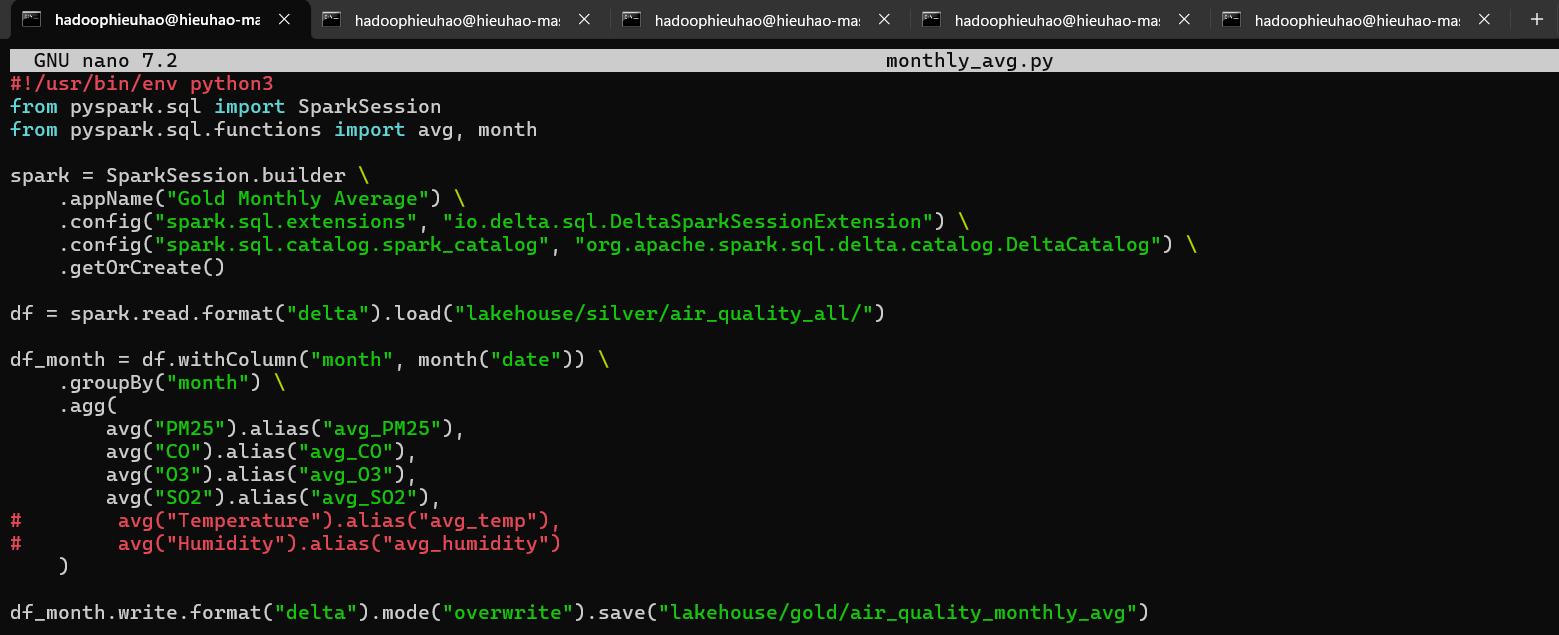 hadoophieuhao@hieuhao-ma hadoophieuhao@hieuhao-mas hadoophieuhao@hieuhao-mas hadoophieuhao@hieuhao-mas hadoophieuhao@hieuhao-mas
GNU nano 7.2 monthly_avg.py
#!/usr/bin/env python3
from pyspark.sql import SparkSession
from pyspark.sql.functions import avg, month
spark = SparkSession.builder \
    .appName("Gold Monthly Average") \
    .config("spark.sql.extensions", "io.delta.sql.DeltaSparkSessionExtension") \
    .config("spark.sql.catalog.spark_catalog", "org.apache.spark.sql.delta.catalog.DeltaCatalog") \
    .getOrCreate()
df = spark.read.format("delta").load("lakehouse/silver/air_quality_all/")
df_month = df.withColumn("month", month("date")) \
    .groupBy("month") \
    .agg(
        avg("PM25").alias("avg_PM25"),
        avg("CO").alias("avg_CO"),
        avg("O3").alias("avg_O3"),
        avg("SO2").alias("avg_SO2"),
#        avg("Temperature").alias("avg_temp"),
#        avg("Humidity").alias("avg_humidity")
    )
df_month.write.format("delta").mode("overwrite").save("lakehouse/gold/air_quality_monthly_avg")